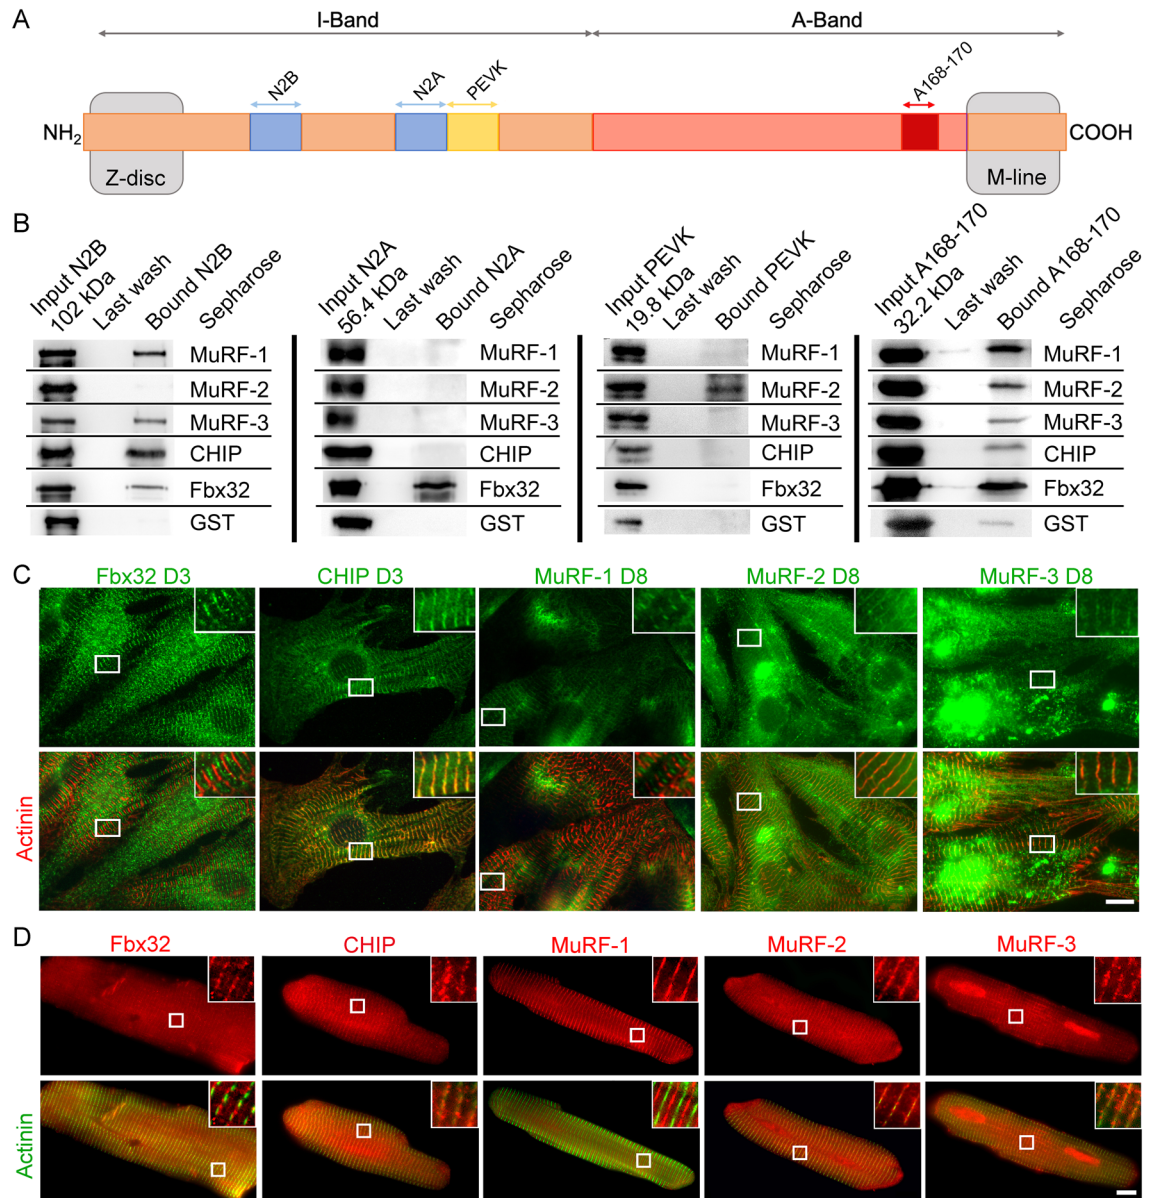 A
I-Band
A-Band
N2B
N2A
PEVK
A168-170
NH2
COOH
Z-disc
M-line
B
Input N2B
102 kDa
Last wash
Bound N2B
Sepharose
Input N2A
56.4 kDa
Last wash
Bound N2A
Sepharose
Input PEVK
19.8 kDa
Last wash
Bound PEVK
Sepharose
Input A168-170
32.2 kDa
Last wash
Bound A168-170
Sepharose
MuRF-1
MuRF-1
MuRF-1
MuRF-1
MuRF-2
MuRF-2
MuRF-2
MuRF-2
MuRF-3
MuRF-3
MuRF-3
MuRF-3
CHIP
CHIP
CHIP
CHIP
Fbx32
Fbx32
Fbx32
Fbx32
GST
GST
GST
GST
C
Fbx32 D3
CHIP D3
MuRF-1 D8
MuRF-2 D8
MuRF-3 D8
Actinin
D
Fbx32
CHIP
MuRF-1
MuRF-2
MuRF-3
Actinin